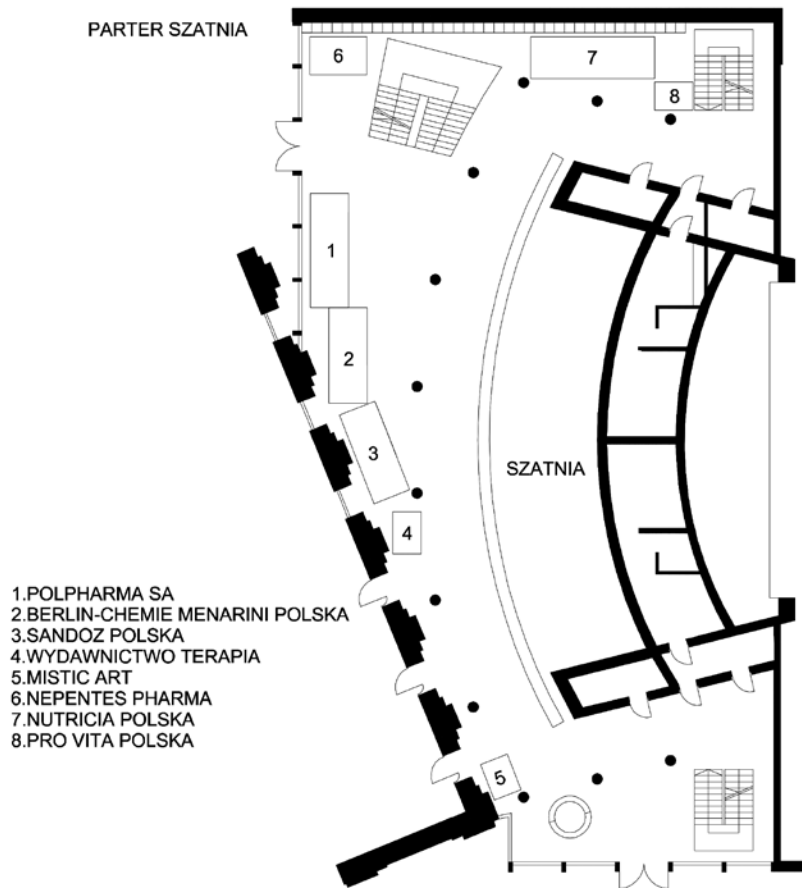 PARTER SZATNIA
6
7
8
1
2
3
SZATNIA
4
5
1.POLPHARMA SA
2.BERLIN-CHEMIE MENARINI POLSKA
3.SANDOZ POLSKA
4.WYDAWNICTWO TERAPIA
5.MISTIC ART
6.NEPENTES PHARMA
7.NUTRICIA POLSKA
8.PRO VITA POLSKA